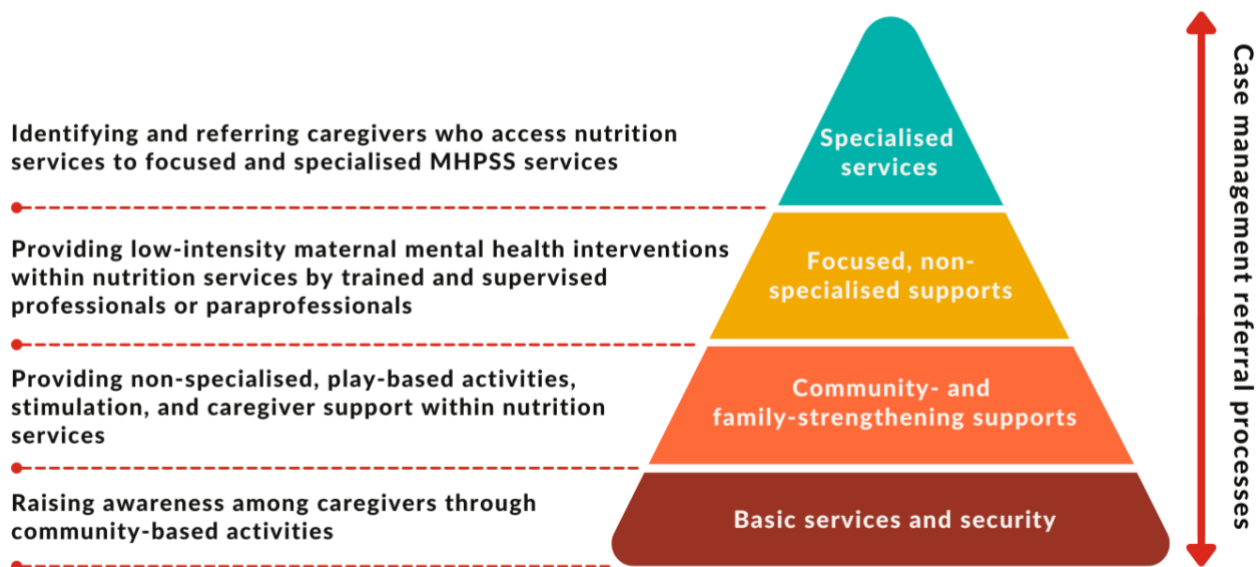 Identifying and referring caregivers who access nutrition
services to focused and specialised MHPSS services
Specialised
services
Providing low-intensity maternal mental health interventions
within nutrition services by trained and supervised
professionals or paraprofessionals
Focused, non-
specialised supports
Providing non-specialised, play-based activities,
stimulation, and caregiver support within nutrition
services
Community- and
family-strengthening supports
Raising awareness among caregivers through
community-based activities
Basic services and security
Case management referral processes